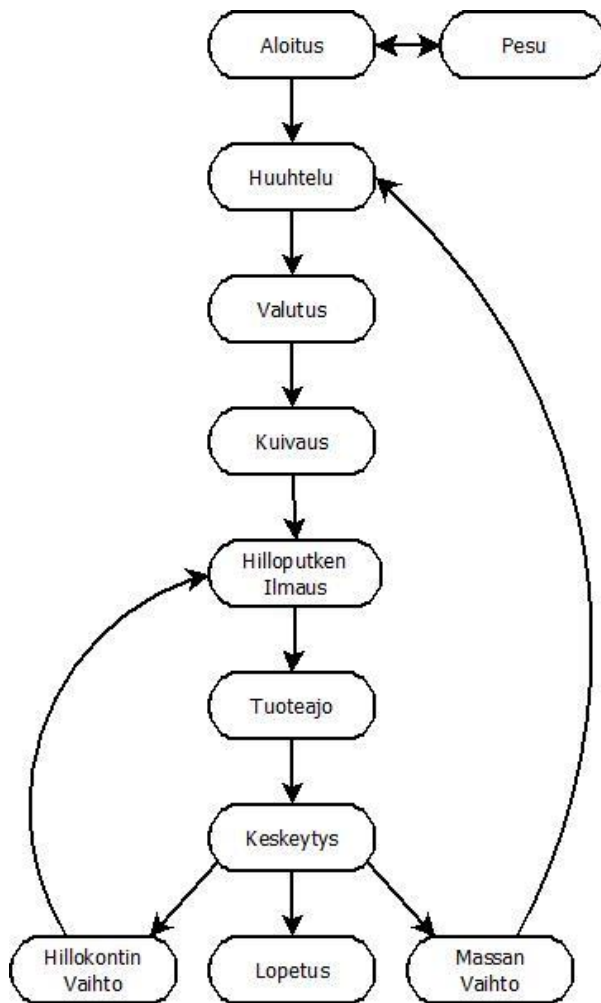 Aloitus
Pesu
Huuhtelu
Valutus
Kuivaus
Hilloputken
Ilmaus
Tuoteajo
Keskeytys
Hillokontin
Vaihto
Lopetus
Massan
Vaihto